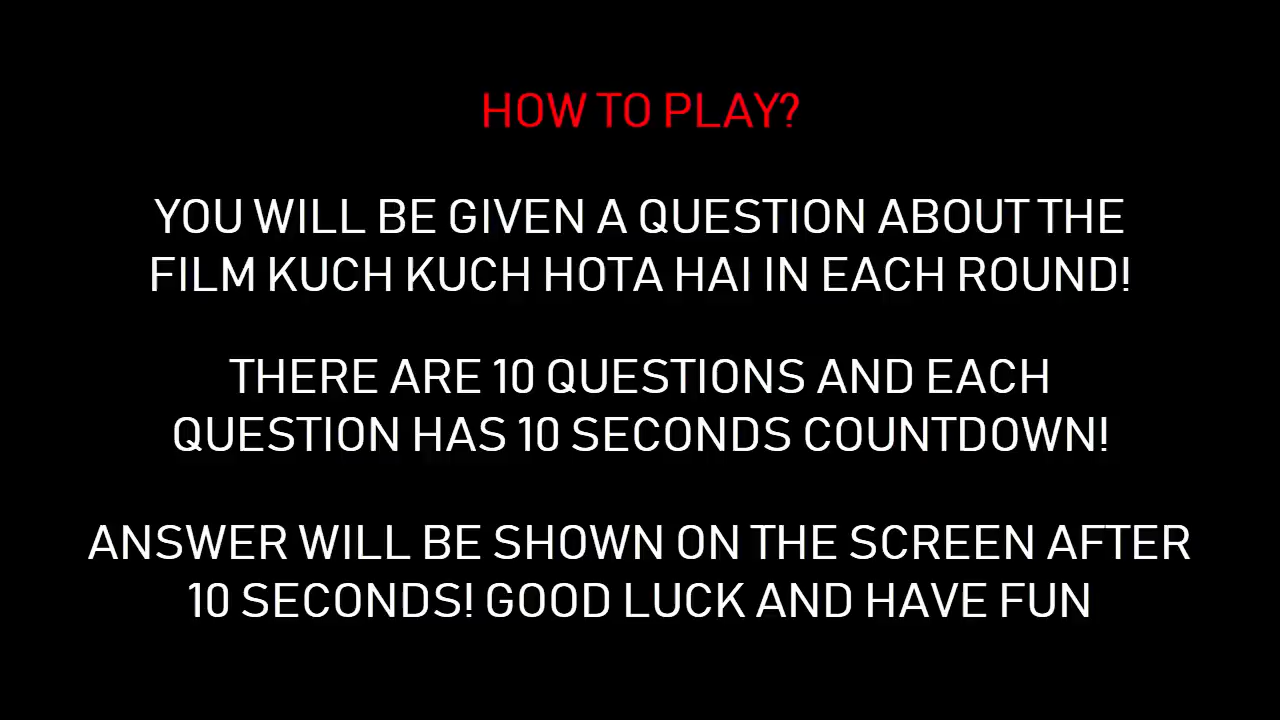 HOW TO PLAY?
YOU WILL BE GIVEN A QUESTION ABOUT THE
FILM KUCH KUCH HOTA HAI IN EACH ROUND!
THERE ARE 10 QUESTIONS AND EACH
QUESTION HAS 10 SECONDS COUNTDOWN!
ANSWER WILL BE SHOWN ON THE SCREEN AFTER
10 SECONDS! GOOD LUCK AND HAVE FUN